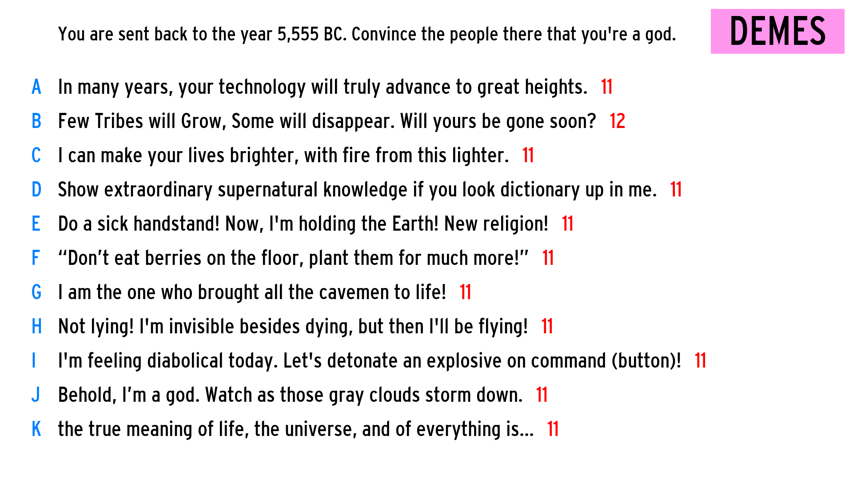 You are sent back to the year 5,555 BC. Convince the people there that you're a god.
DEMES
A In many years, your technology will truly advance to great heights. 11
B Few Tribes will Grow, Some will disappear. Will yours be gone soon? 12
C I can make your lives brighter, with fire from this lighter. 11
D Show extraordinary supernatural knowledge if you look dictionary up in me. 11
E Do a sick handstand! Now, I'm holding the Earth! New religion! 11
F “Don’t eat berries on the floor, plant them for much more!” 11
G I am the one who brought all the cavemen to life! 11
H Not lying! I'm invisible besides dying, but then I'll be flying! 11
I I'm feeling diabolical today. Let's detonate an explosive on command (button)! 11
J Behold, I’m a god. Watch as those gray clouds storm down. 11
K the true meaning of life, the universe, and of everything is... 11